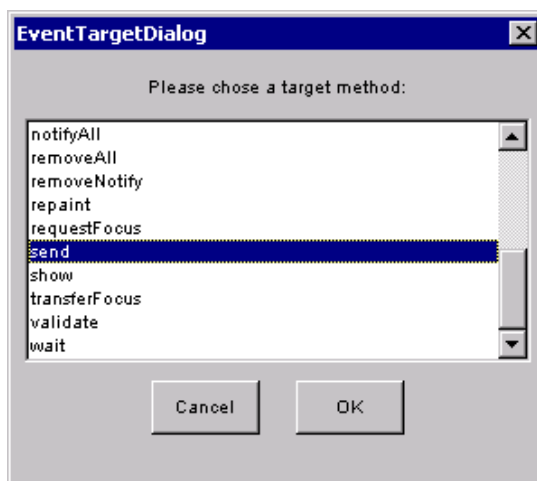 EventTargetDialog
Please chose a target method:
notifyAll
removeAll
removeNotify
repaint
requestFocus
send
show
transferFocus
validate
wait
Cancel OK